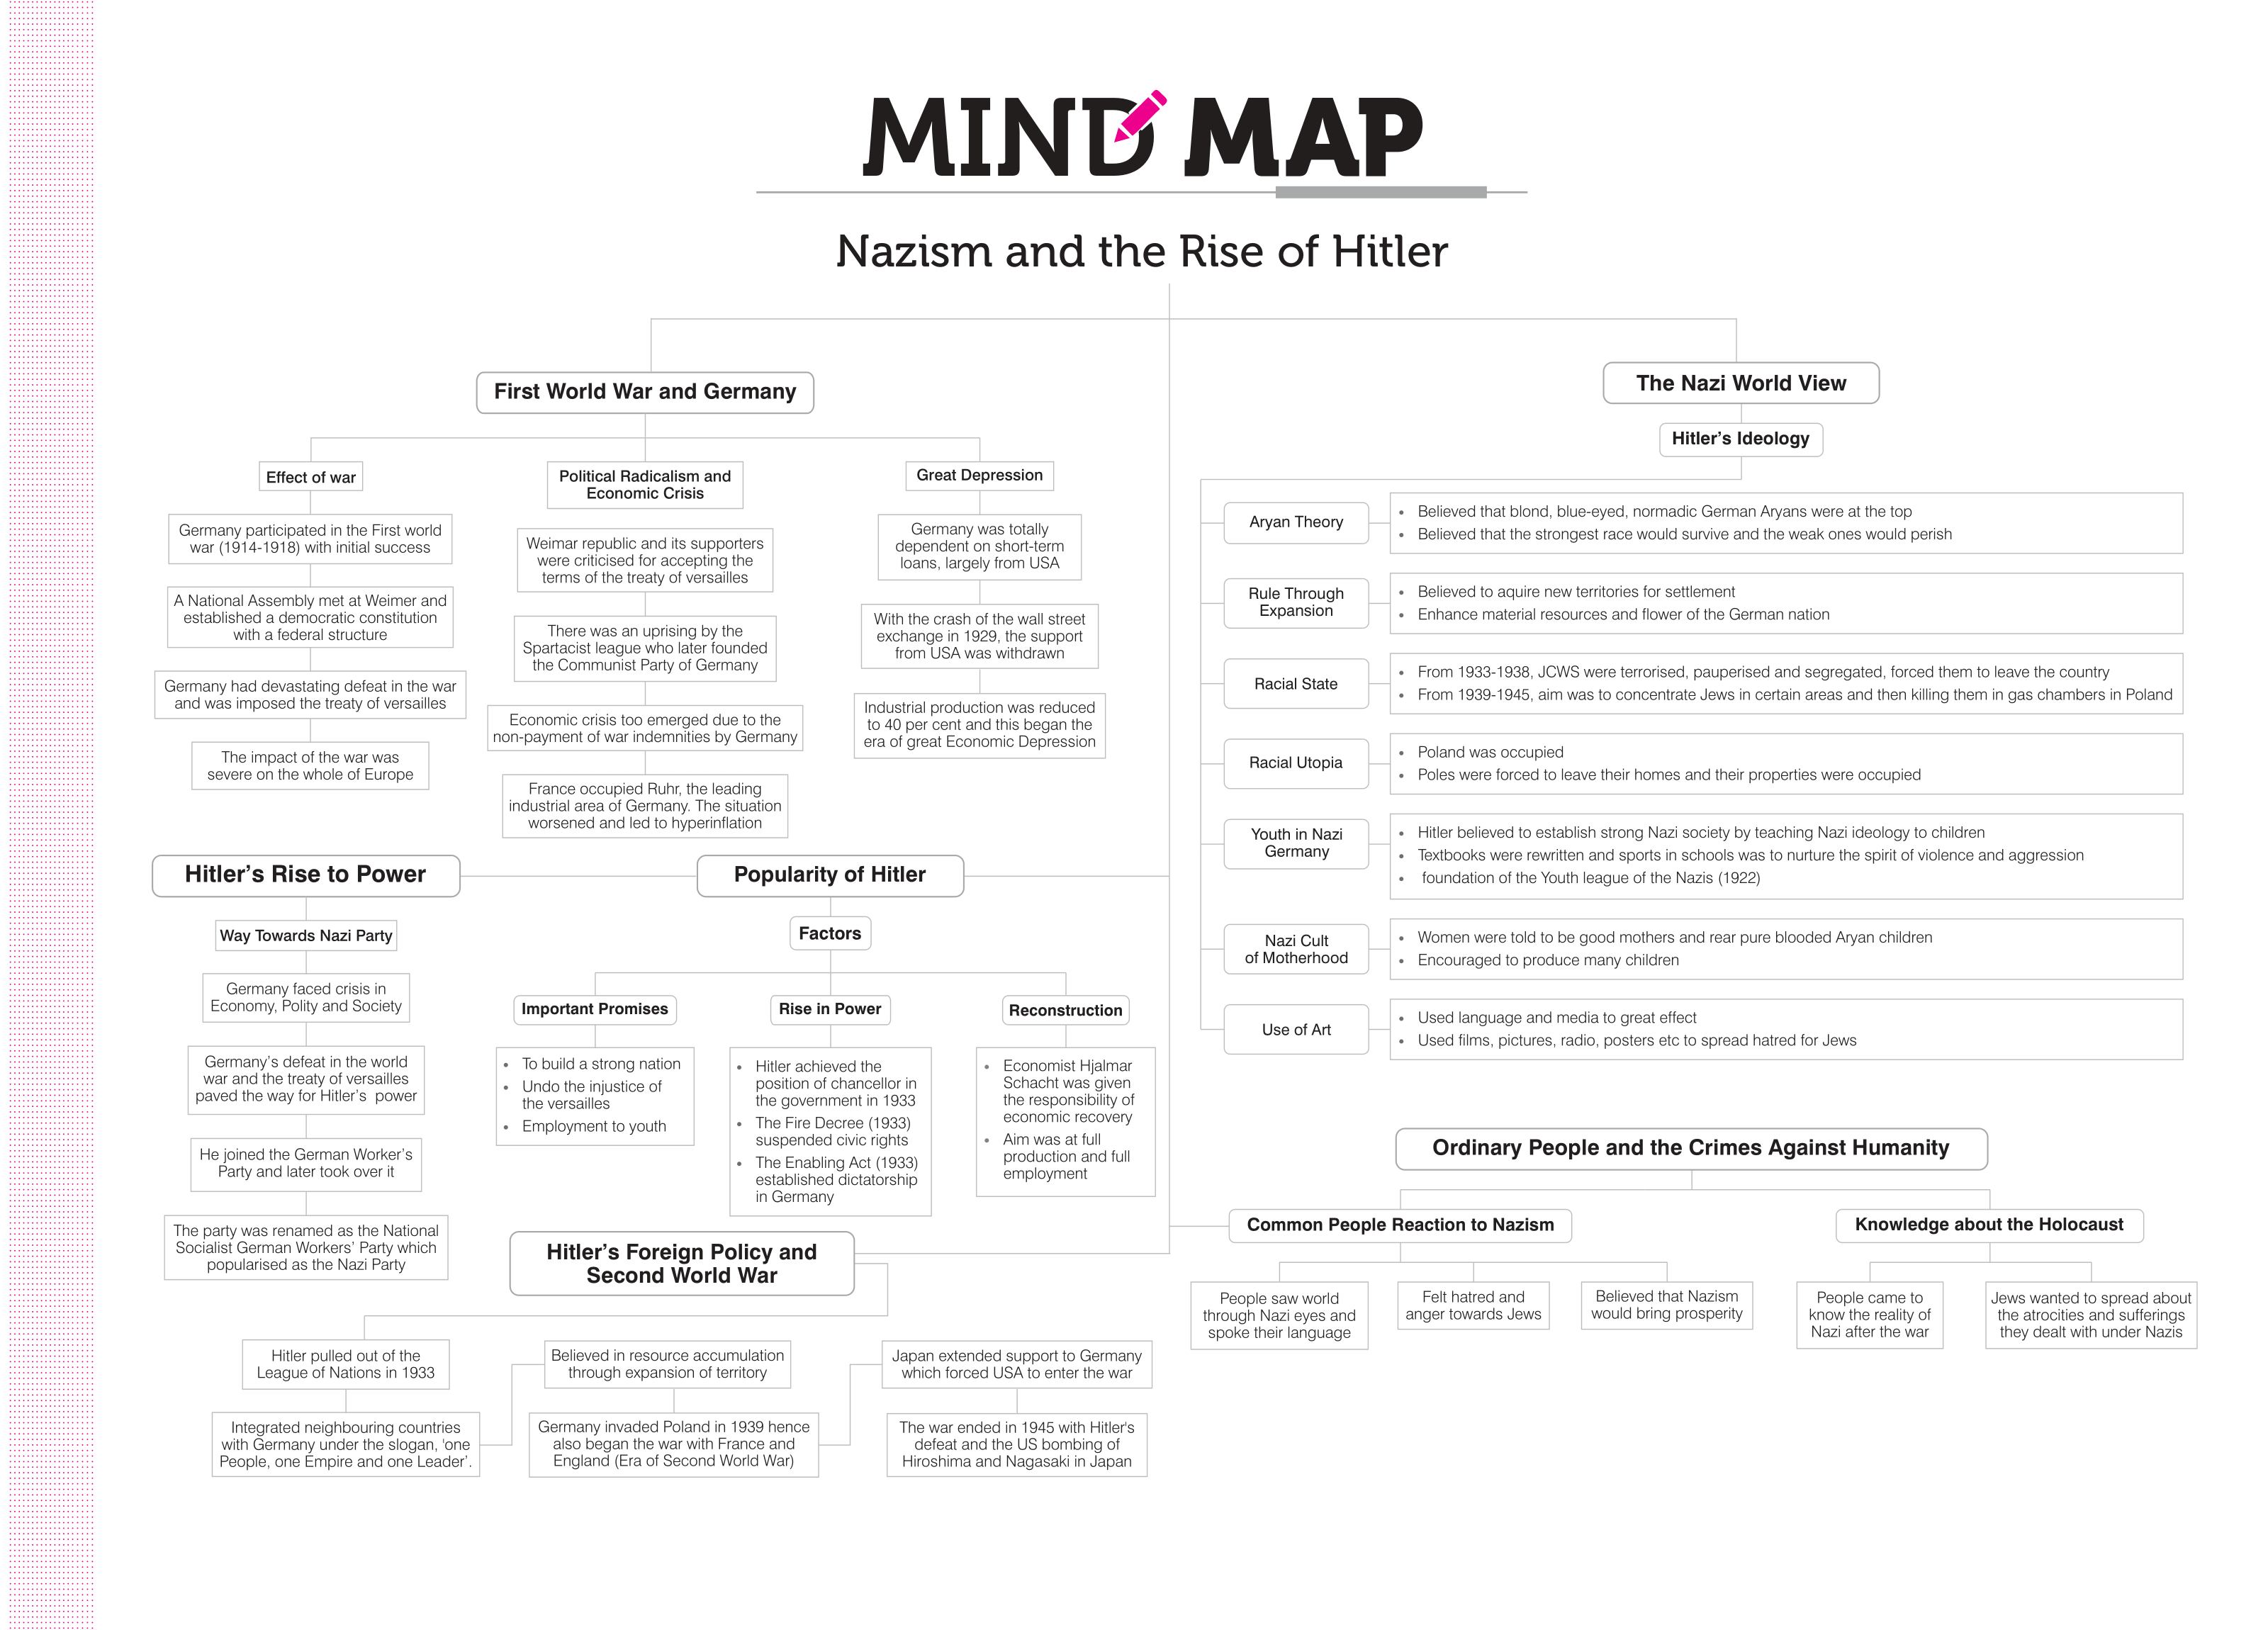 MIND MAP
Nazism and the Rise of Hitler
First World War and Germany
Effect of war
Germany participated in the First world
war (1914-1918) with initial success
A National Assembly met at Weimer and
established a democratic constitution
with a federal structure
Germany had devastating defeat in the war
and was imposed the treaty of versailles
The impact of the war was
severe on the whole of Europe
Political Radicalism and
Economic Crisis
Weimar republic and its supporters
were criticised for accepting the
terms of the treaty of versailles
There was an uprising by the
Spartacist league who later founded
the Communist Party of Germany
Economic crisis too emerged due to the
non-payment of war indemnities by Germany
France occupied Ruhr, the leading
industrial area of Germany. The situation
worsened and led to hyperinflation
Great Depression
Germany was totally
dependent on short-term
loans, largely from USA
With the crash of the wall street
exchange in 1929, the support
from USA was withdrawn
Industrial production was reduced
to 40 per cent and this began the
era of great Economic Depression
The Nazi World View
Hitler's Ideology
Aryan Theory
• Believed that blond, blue-eyed, normadic German Aryans were at the top
• Believed that the strongest race would survive and the weak ones would perish
Rule Through
Expansion
• Believed to aquire new territories for settlement
• Enhance material resources and flower of the German nation
Racial State
• From 1933-1938, JCWS were terrorised, pauperised and segregated, forced them to leave the country
• From 1939-1945, aim was to concentrate Jews in certain areas and then killing them in gas chambers in Poland
Racial Utopia
• Poland was occupied
• Poles were forced to leave their homes and their properties were occupied
Youth in Nazi
Germany
• Hitler believed to establish strong Nazi society by teaching Nazi ideology to children
• Textbooks were rewritten and sports in schools was to nurture the spirit of violence and aggression
• foundation of the Youth league of the Nazis (1922)
Nazi Cult
of Motherhood
• Women were told to be good mothers and rear pure blooded Aryan children
• Encouraged to produce many children
Use of Art
• Used language and media to great effect
• Used films, pictures, radio, posters etc to spread hatred for Jews
Hitler's Rise to Power
Way Towards Nazi Party
Germany faced crisis in
Economy, Polity and Society
Germany's defeat in the world
war and the treaty of versailles
paved the way for Hitler's power
He joined the German Worker's
Party and later took over it
The party was renamed as the National
Socialist German Workers' Party which
popularised as the Nazi Party
Popularity of Hitler
Factors
Important Promises
• To build a strong nation
• Undo the injustice of
the versailles
• Employment to youth
Rise in Power
• Hitler achieved the
position of chancellor in
the government in 1933
• The Fire Decree (1933)
suspended civic rights
• The Enabling Act (1933)
established dictatorship
in Germany
Reconstruction
• Economist Hjalmar
Schacht was given
the responsibility of
economic recovery
• Aim was at full
production and full
employment
Hitler's Foreign Policy and
Second World War
Hitler pulled out of the
League of Nations in 1933
Integrated neighbouring countries
with Germany under the slogan, 'one
People, one Empire and one Leader'.
Believed in resource accumulation
through expansion of territory
Germany invaded Poland in 1939 hence
also began the war with France and
England (Era of Second World War)
Japan extended support to Germany
which forced USA to enter the war
The war ended in 1945 with Hitler's
defeat and the US bombing of
Hiroshima and Nagasaki in Japan
Ordinary People and the Crimes Against Humanity
Common People Reaction to Nazism
People saw world
through Nazi eyes and
spoke their language
Felt hatred and
anger towards Jews
Believed that Nazism
would bring prosperity
Knowledge about the Holocaust
People came to
know the reality of
Nazi after the war
Jews wanted to spread about
the atrocities and sufferings
they dealt with under Nazis